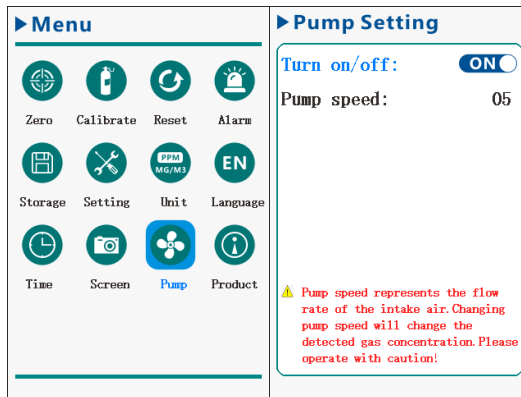 Menu
Zero Calibrate Reset Alarm
PPM
MG/M3
EN
Storage Setting Unit Language
Time Screen Pump Product
Pump Setting
Turn on/off: ON
Pump speed: 05
Pump speed represents the flow
rate of the intake air.Changing
pump speed will change the
detected gas concentration.Please
operate with caution!